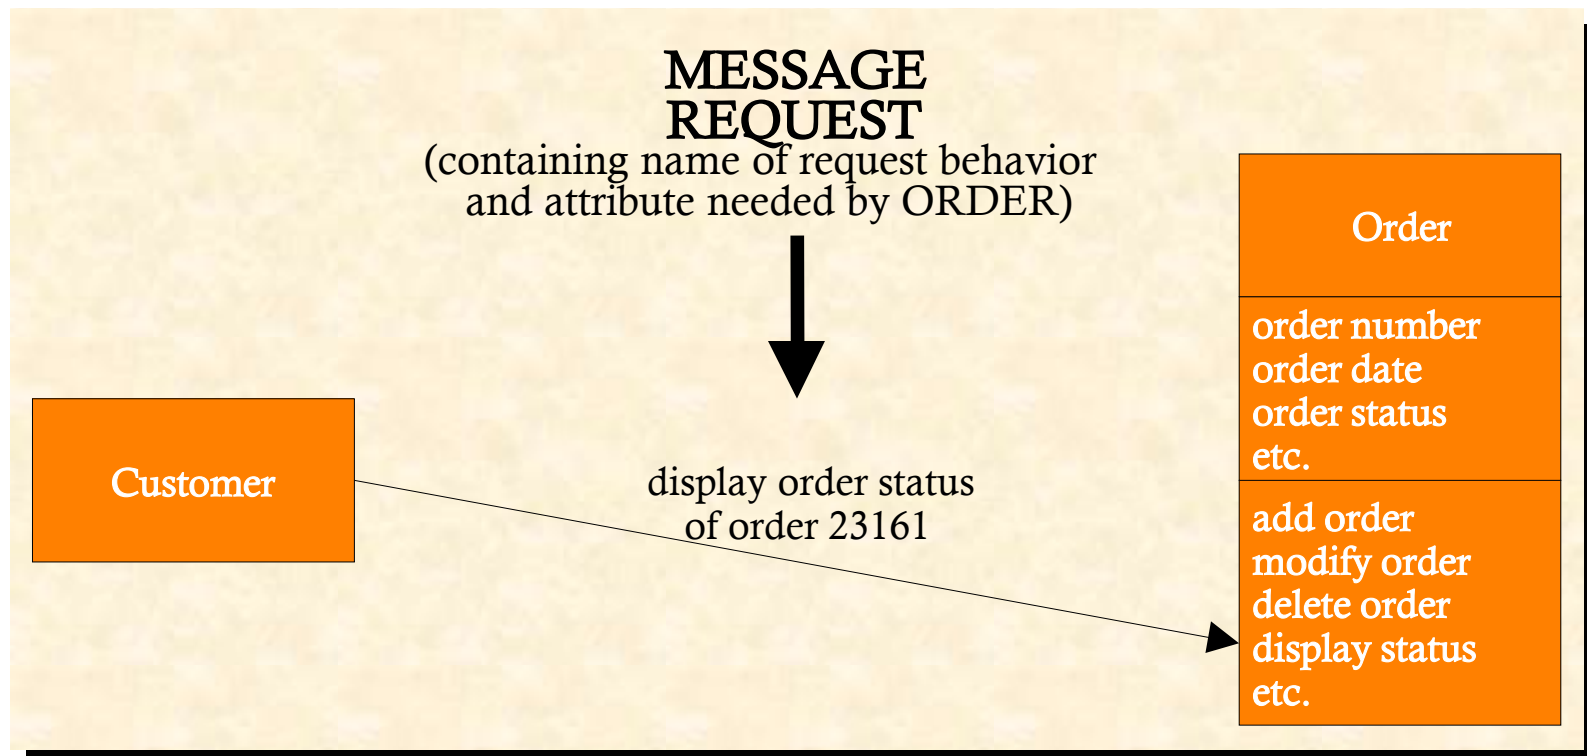 MESSAGE
REQUEST
(containing name of request behavior
and attribute needed by ORDER)
Order
order number
order date
order status
etc.
Customer
display order status
of order 23161
add order
modify order
delete order
display status
etc.